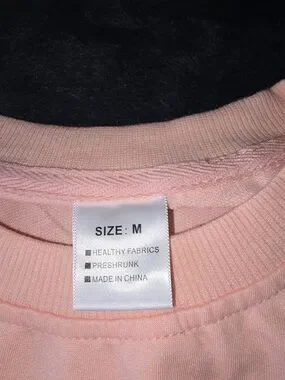 SIZE: M
HEALTHY FABRICS
PRESHRUNK
MADE IN CHINA